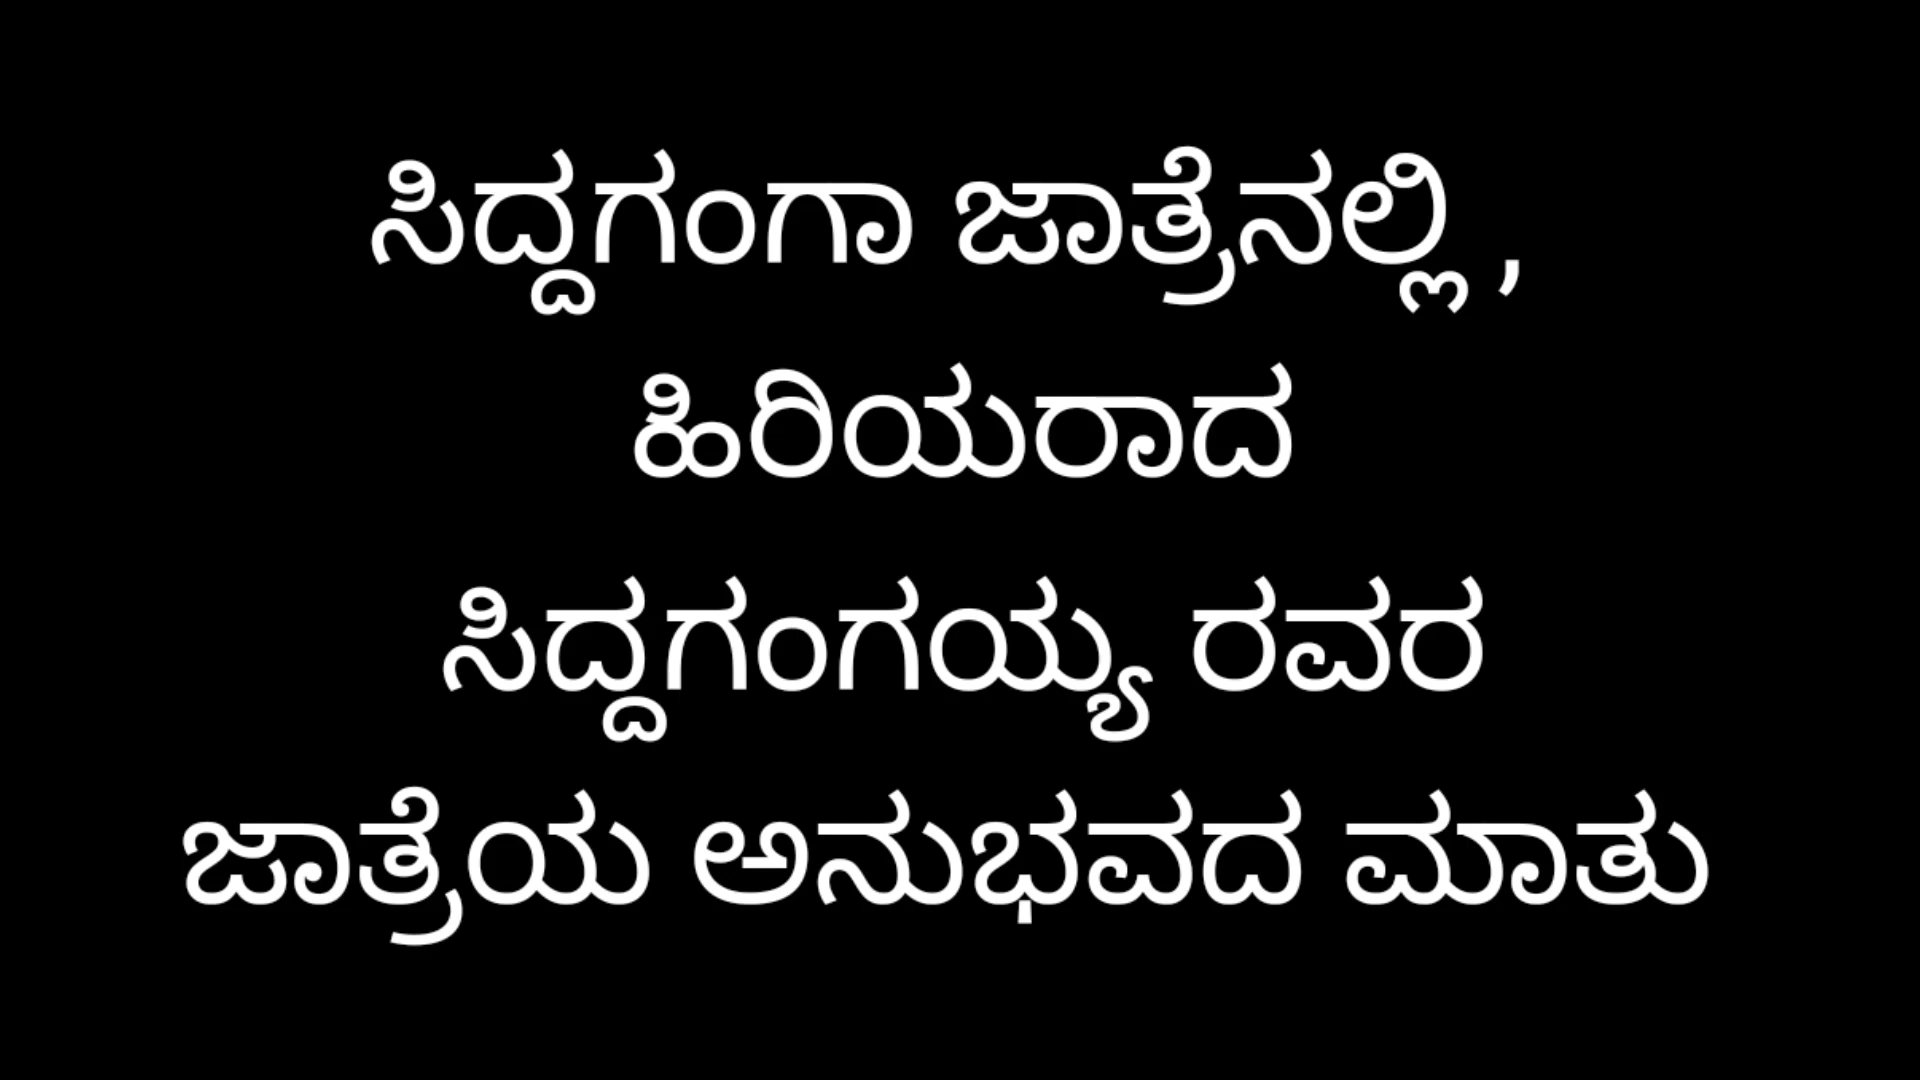 ಸಿದ್ದಗಂಗಾ ಜಾತ್ರೆನಲ್ಲಿ ,
ಹಿರಿಯರಾದ
ಸಿದ್ದಗಂಗಯ್ಯ ರವರ
ಜಾತ್ರೆಯ ಅನುಭವದ ಮಾತು